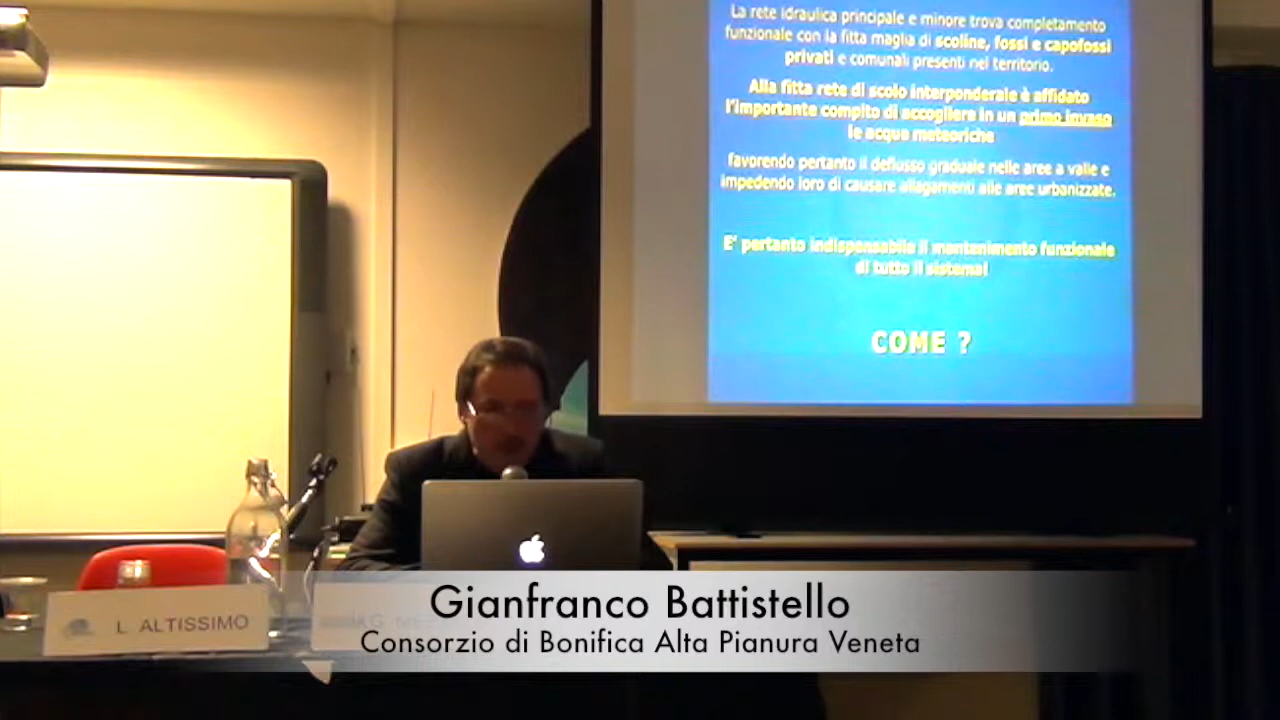 La rete idraulica principale e minore trova completamento
funzionale con la fitta maglia di scoline, fossi e capofossi
privati e comunali presenti nel territorio.
Alla fitta rete di scolo interponderale è affidato
l'importante compito di accogliere in un primo invaso
le acque meteoriche
favorendo pertanto il deflusso graduale nelle aree a valle e
impedendo loro di causare allagamenti alle aree urbanizzate.
E' pertanto indispensabile il mantenimento funzionale
di tutto il sistema!
COME ?
L. ALTISSIMO
Gianfranco Battistello
Consorzio di Bonifica Alta Pianura Veneta